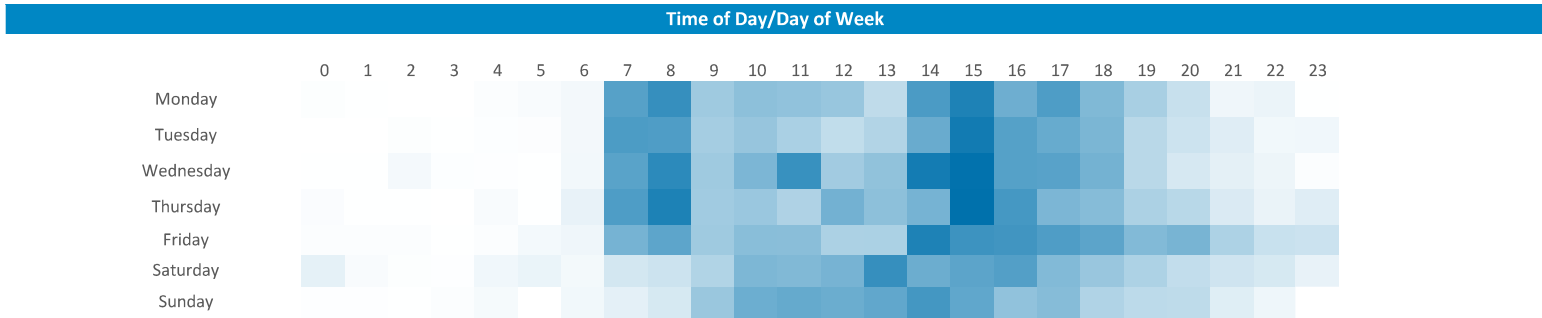 Time of Day/Day of Week
0 1 2 3 4 5 6 7 8 9 10 11 12 13 14 15 16 17 18 19 20 21 22 23
Monday
Tuesday
Wednesday
Thursday
Friday
Saturday
Sunday